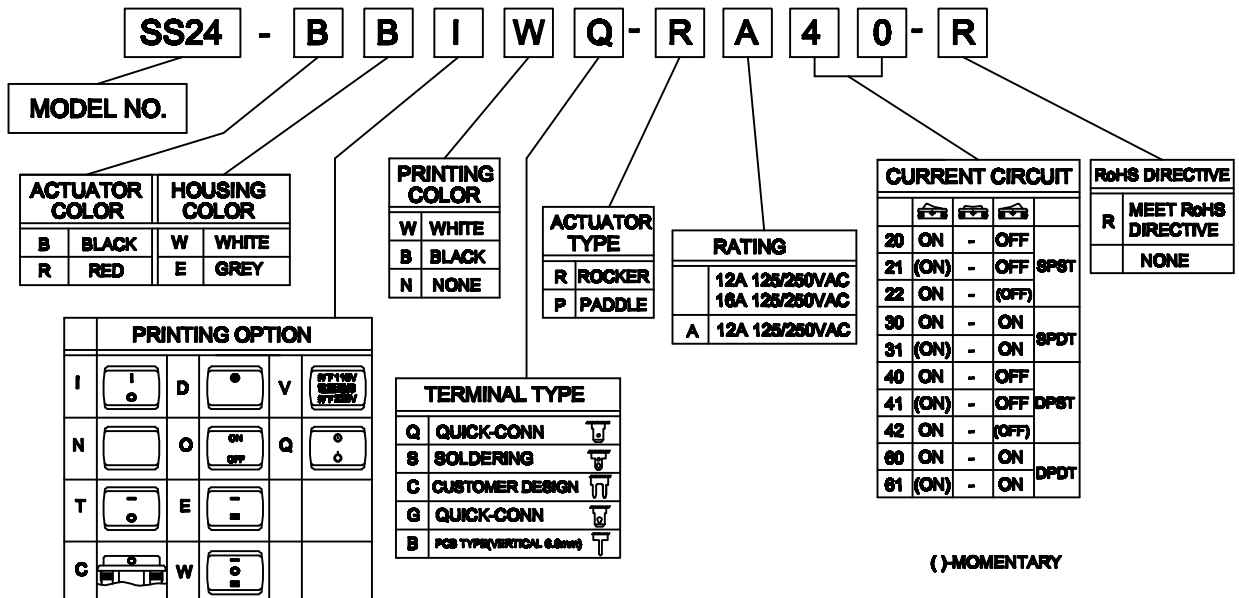 SS24 - B B I W Q - R A 4 0 - R
MODEL NO.
ACTUATOR COLOR
B BLACK
R RED
HOUSING COLOR
W WHITE
E GREY
PRINTING OPTION
I I O
D
V
N
O ON OFF
Q
T — O
E — =
C
W — O =
PRINTING COLOR
W WHITE
B BLACK
N NONE
TERMINAL TYPE
Q QUICK-CONN
S SOLDERING
C CUSTOMER DESIGN
G QUICK-CONN
B PCB TYPE(VERTICAL 6.8mm)
ACTUATOR TYPE
R ROCKER
P PADDLE
RATING
12A 125/250VAC
16A 125/250VAC
A 12A 125/250VAC
CURRENT CIRCUIT
20 ON - OFF
21 (ON) - OFF SPST
22 ON - (OFF)
30 ON - ON
31 (ON) - ON SPDT
40 ON - OFF
41 (ON) - OFF DPST
42 ON - (OFF)
60 ON - ON
61 (ON) - ON DPDT
RoHS DIRECTIVE
R MEET RoHS DIRECTIVE
NONE
( )-MOMENTARY